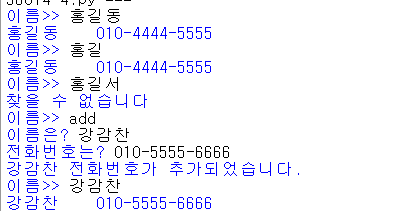 이름>> 홍길동
홍길동    010-4444-5555
이름>> 홍길
홍길동    010-4444-5555
이름>> 홍길서
찾을 수 없습니다
이름>> add
이름은? 강감찬
전화번호는? 010-5555-6666
강감찬 전화번호가 추가되었습니다.
이름>> 강감찬
강감찬    010-5555-6666